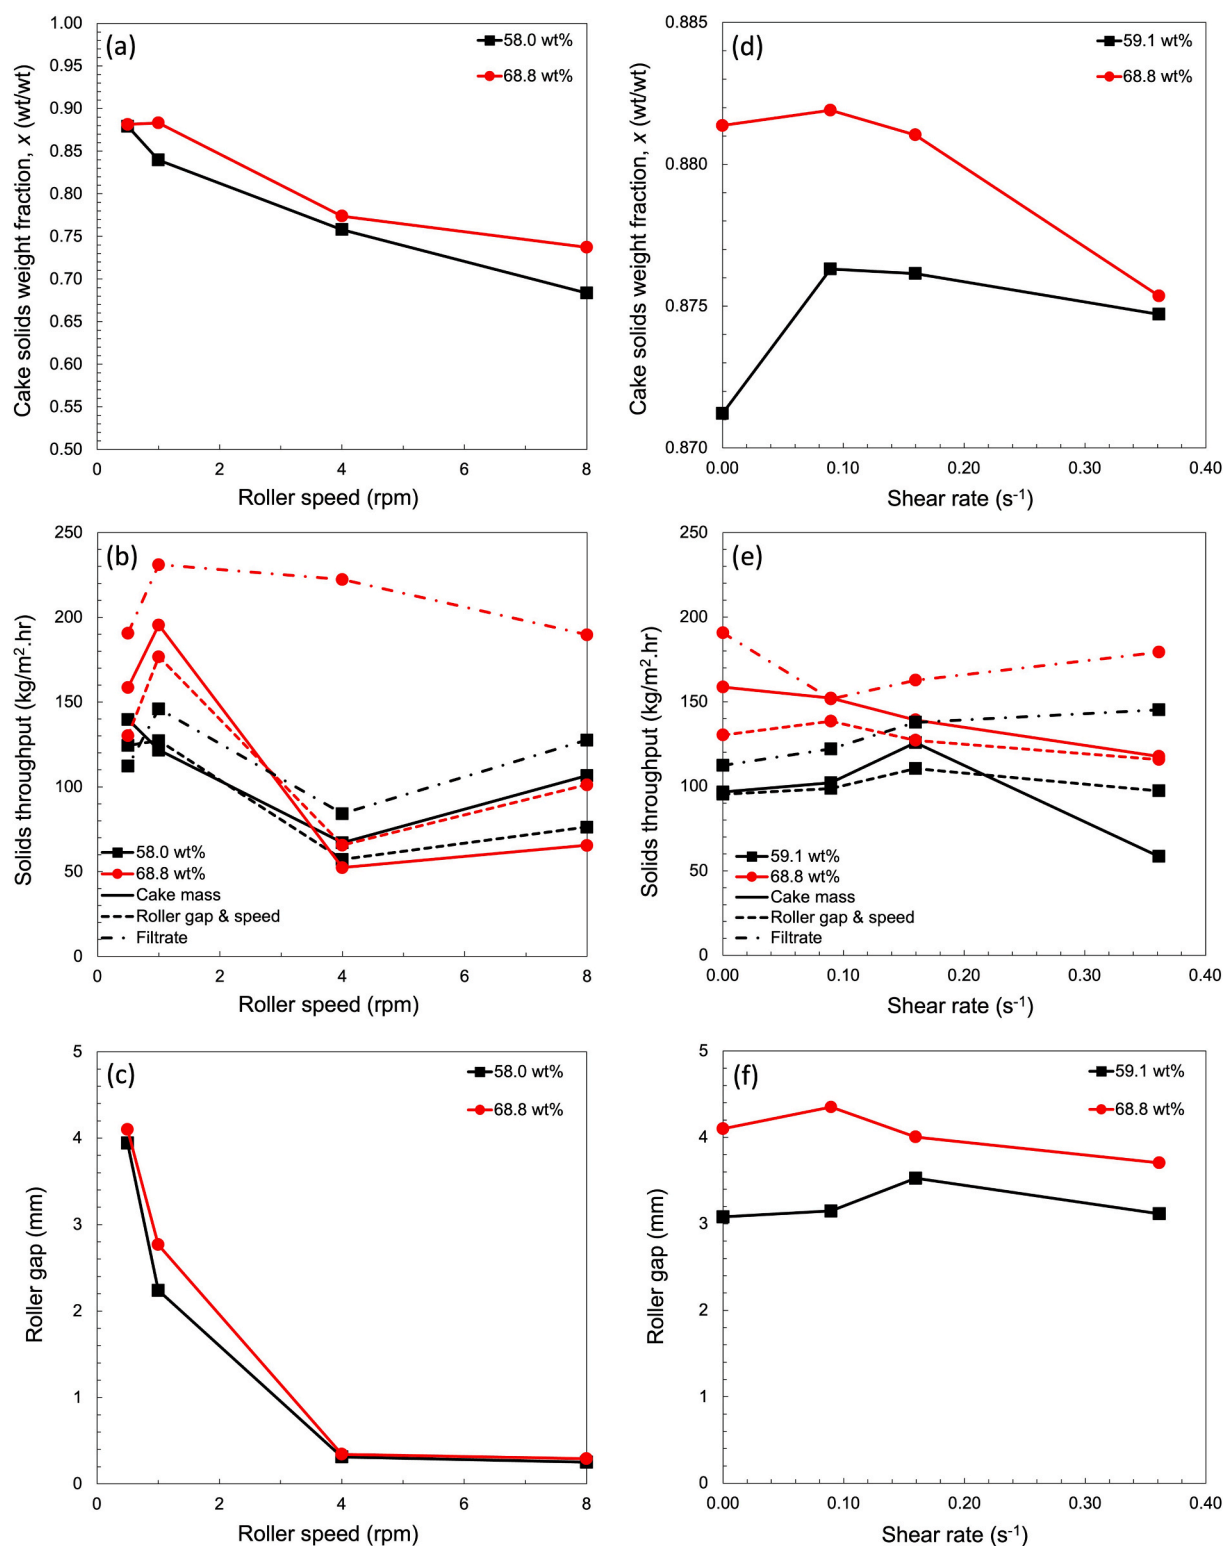 (a)
58.0 wt%
68.8 wt%
Cake solids weight fraction, x (wt/wt)
1.00
0.95
0.90
0.85
0.80
0.75
0.70
0.65
0.60
0.55
0.50
0 2 4 6 8
Roller speed (rpm)
(d)
59.1 wt%
68.8 wt%
Cake solids weight fraction, x (wt/wt)
0.885
0.880
0.875
0.870
0.00 0.10 0.20 0.30 0.40
Shear rate (s⁻¹)
(b)
Solids throughput (kg/m².hr)
250
200
150
100
50
0
58.0 wt%
68.8 wt%
Cake mass
Roller gap & speed
Filtrate
0 2 4 6 8
Roller speed (rpm)
(e)
Solids throughput (kg/m².hr)
250
200
150
100
50
0
59.1 wt%
68.8 wt%
Cake mass
Roller gap & speed
Filtrate
0.00 0.10 0.20 0.30 0.40
Shear rate (s⁻¹)
(c)
58.0 wt%
68.8 wt%
Roller gap (mm)
5
4
3
2
1
0
0 2 4 6 8
Roller speed (rpm)
(f)
59.1 wt%
68.8 wt%
Roller gap (mm)
5
4
3
2
1
0
0.00 0.10 0.20 0.30 0.40
Shear rate (s⁻¹)